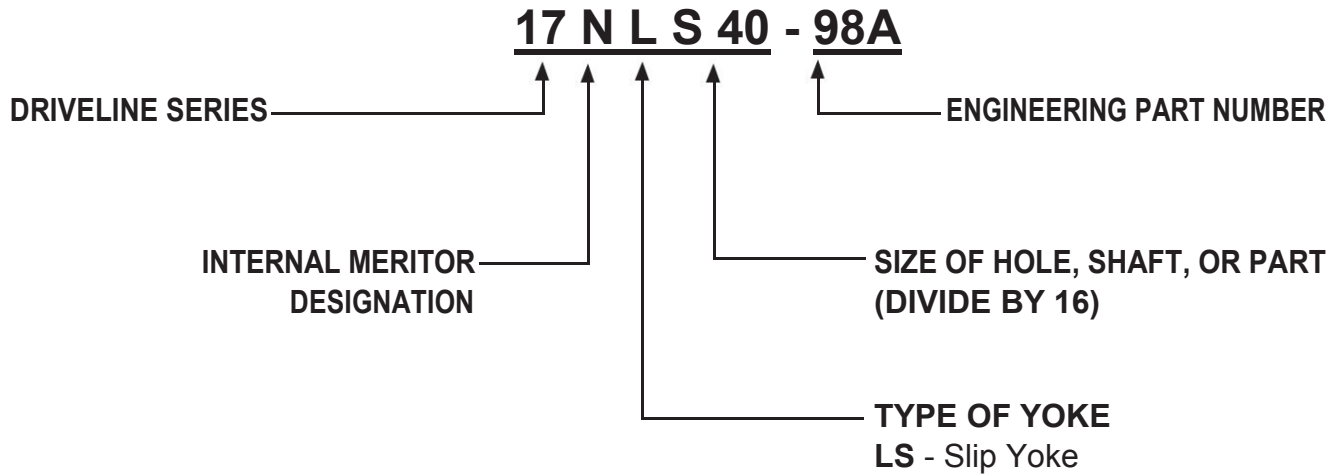 17 N L S 40 - 98A
DRIVELINE SERIES
ENGINEERING PART NUMBER
INTERNAL MERITOR
DESIGNATION
SIZE OF HOLE, SHAFT, OR PART
(DIVIDE BY 16)
TYPE OF YOKE
LS - Slip Yoke